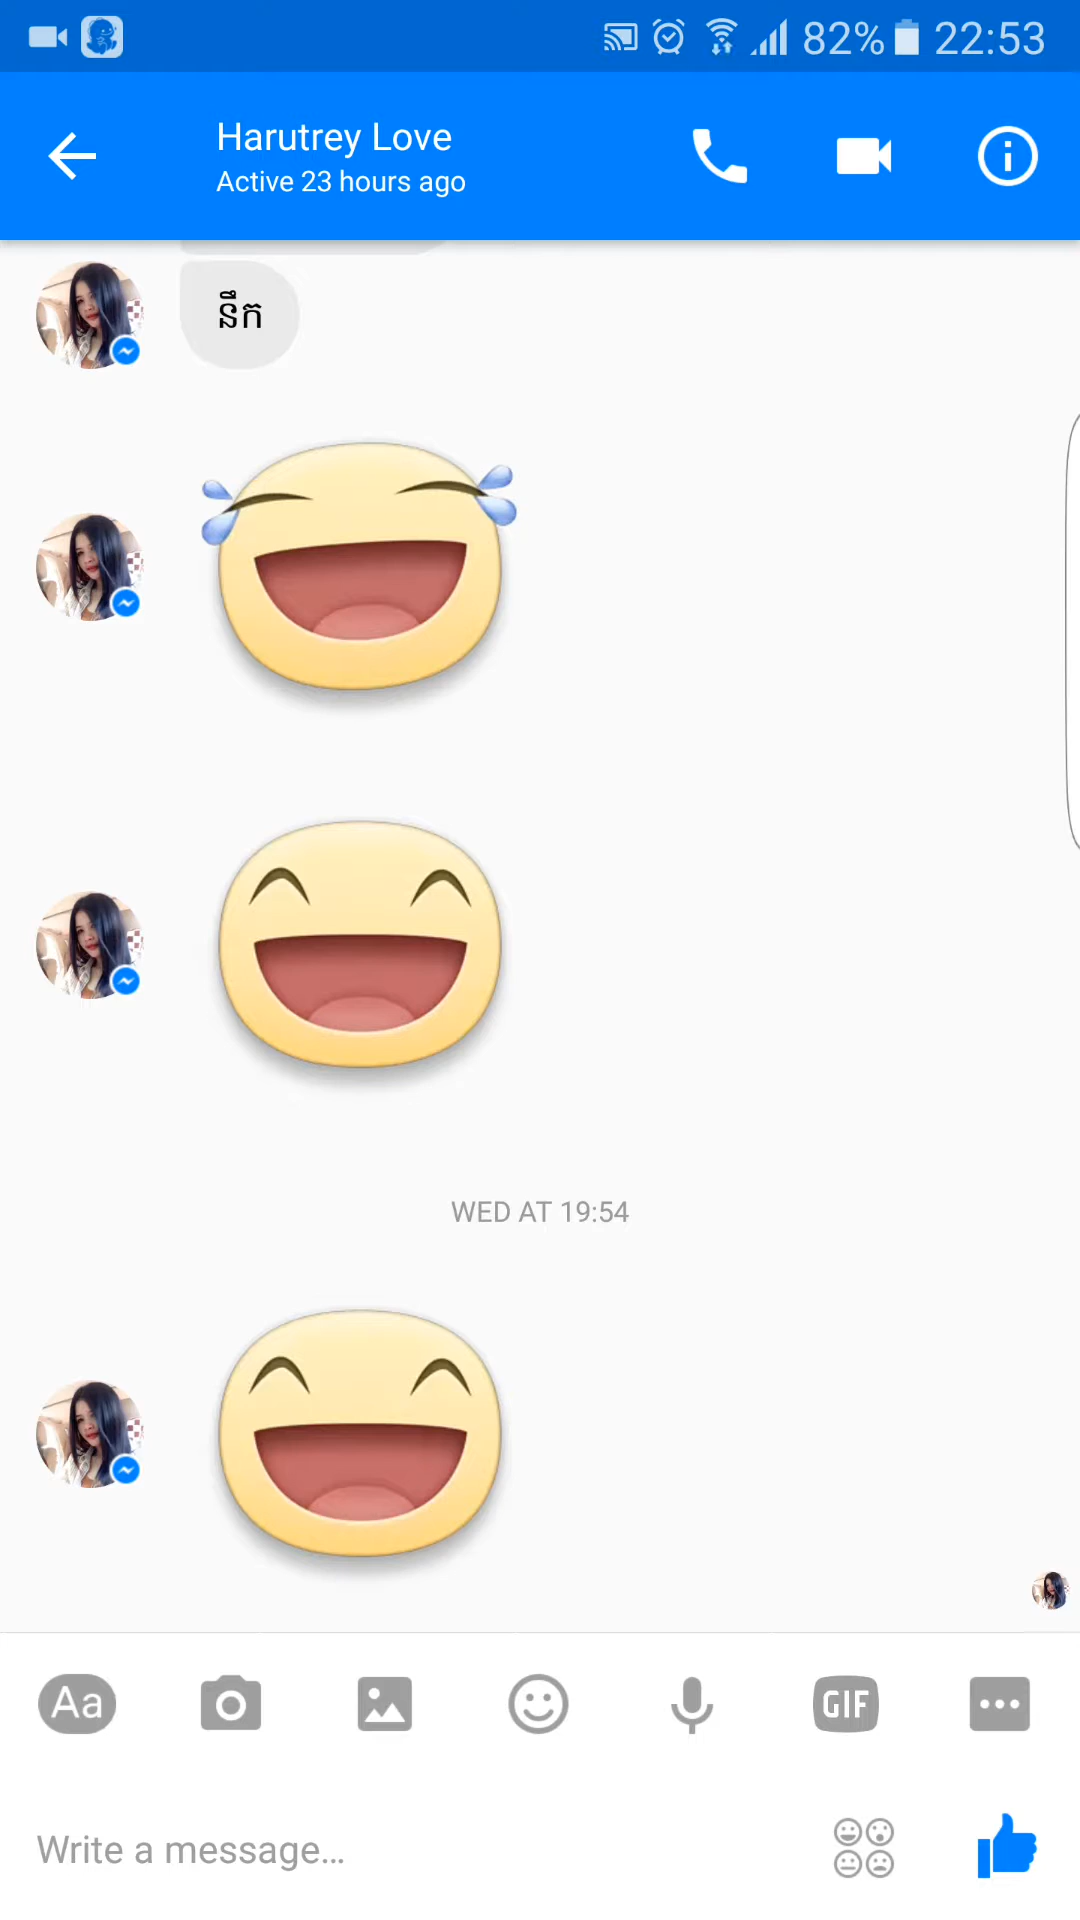 82% 22:53
Harutrey Love
Active 23 hours ago
នឹក
WED AT 19:54
Aa
GIF
Write a message...